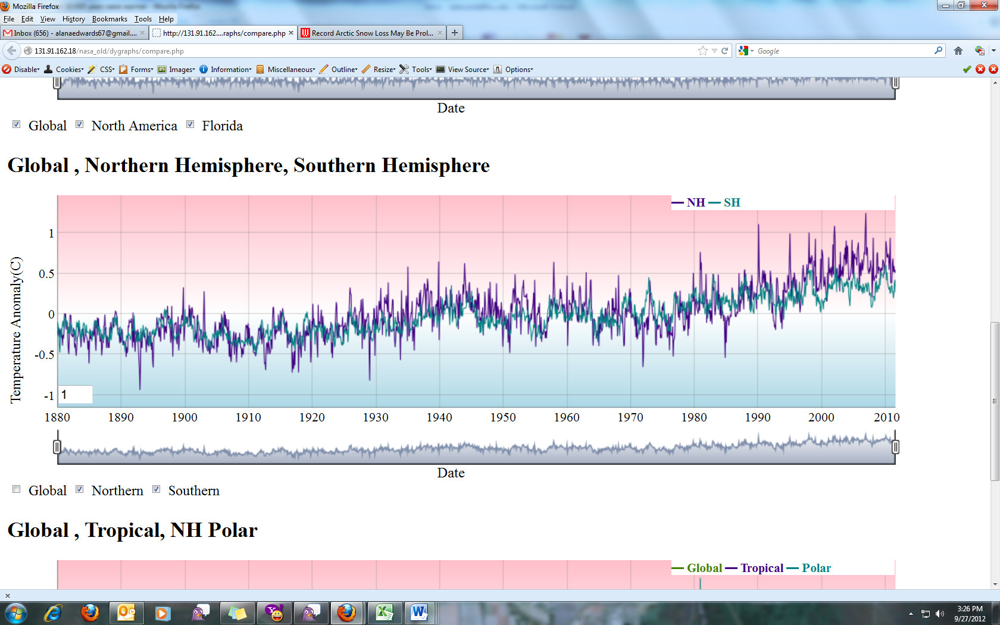 Mozilla Firefox
File Edit View History Bookmarks Tools Help
Inbox (656) - alanaedwards67@gmail.... × http://131.91.162....raphs/compare.php × Record Arctic Snow Loss May Be Prol... × +
131.91.162.18/nasa_old/dygraphs/compare.php Google
Disable Cookies CSS Forms Images Information Miscellaneous Outline Resize Tools View Source Options
Date
Global North America Florida
Global , Northern Hemisphere, Southern Hemisphere
NH SH
Temperature Anomaly(C)
1
0.5
0
-0.5
-1
1
1880 1890 1900 1910 1920 1930 1940 1950 1960 1970 1980 1990 2000 2010
Date
Global Northern Southern
Global , Tropical, NH Polar
Global Tropical Polar
3:26 PM
9/27/2012